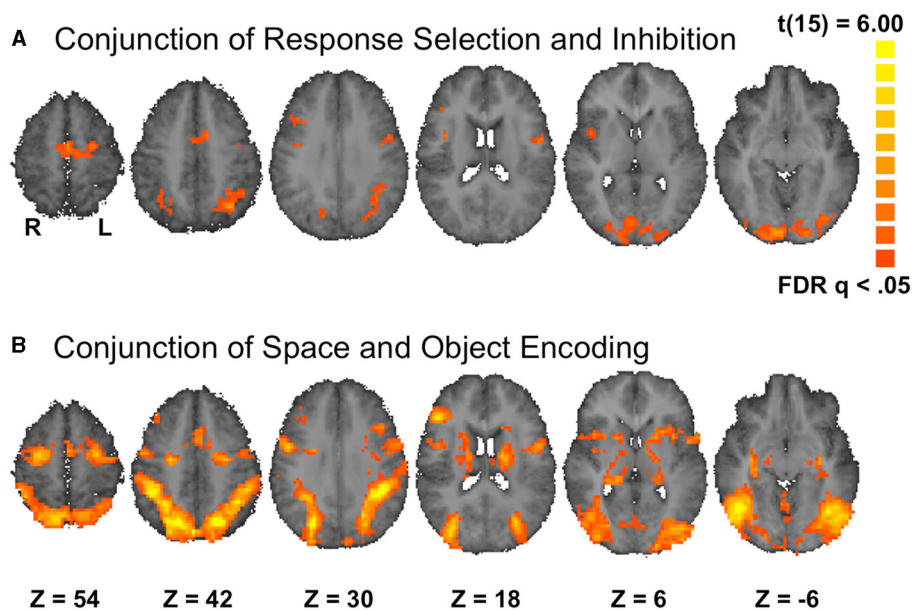 A Conjunction of Response Selection and Inhibition
t(15) = 6.00
R L
FDR q < .05
B Conjunction of Space and Object Encoding
Z = 54 Z = 42 Z = 30 Z = 18 Z = 6 Z = -6